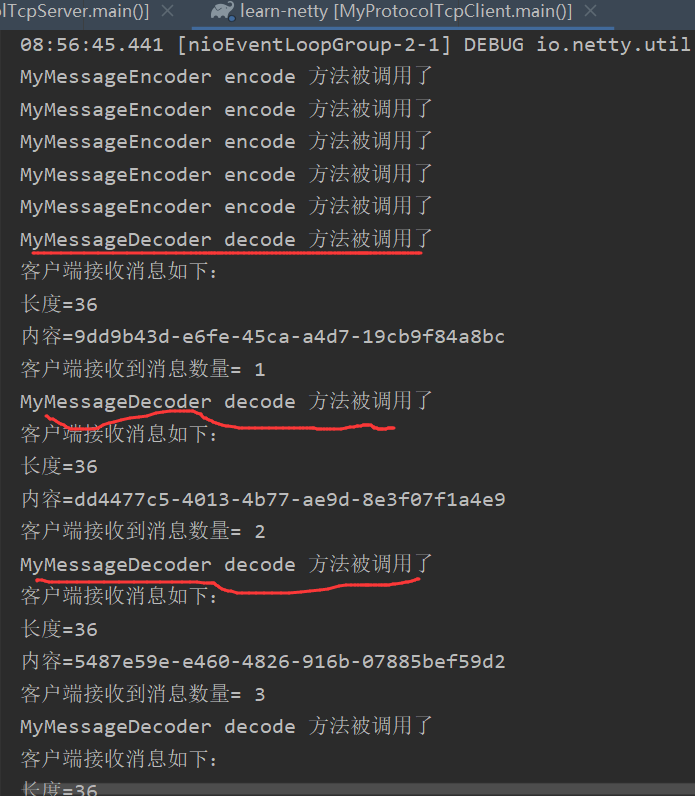 olTcpServer.main()] × learn-netty [MyProtocolTcpClient.main()] ×
08:56:45.441 [nioEventLoopGroup-2-1] DEBUG io.netty.util
MyMessageEncoder encode 方法被调用了
MyMessageEncoder encode 方法被调用了
MyMessageEncoder encode 方法被调用了
MyMessageEncoder encode 方法被调用了
MyMessageEncoder encode 方法被调用了
MyMessageDecoder decode 方法被调用了
客户端接收消息如下：
长度=36
内容=9dd9b43d-e6fe-45ca-a4d7-19cb9f84a8bc
客户端接收到消息数量= 1
MyMessageDecoder decode 方法被调用了
客户端接收消息如下：
长度=36
内容=dd4477c5-4013-4b77-ae9d-8e3f07f1a4e9
客户端接收到消息数量= 2
MyMessageDecoder decode 方法被调用了
客户端接收消息如下：
长度=36
内容=5487e59e-e460-4826-916b-07885bef59d2
客户端接收到消息数量= 3
MyMessageDecoder decode 方法被调用了
客户端接收消息如下：
长度=36